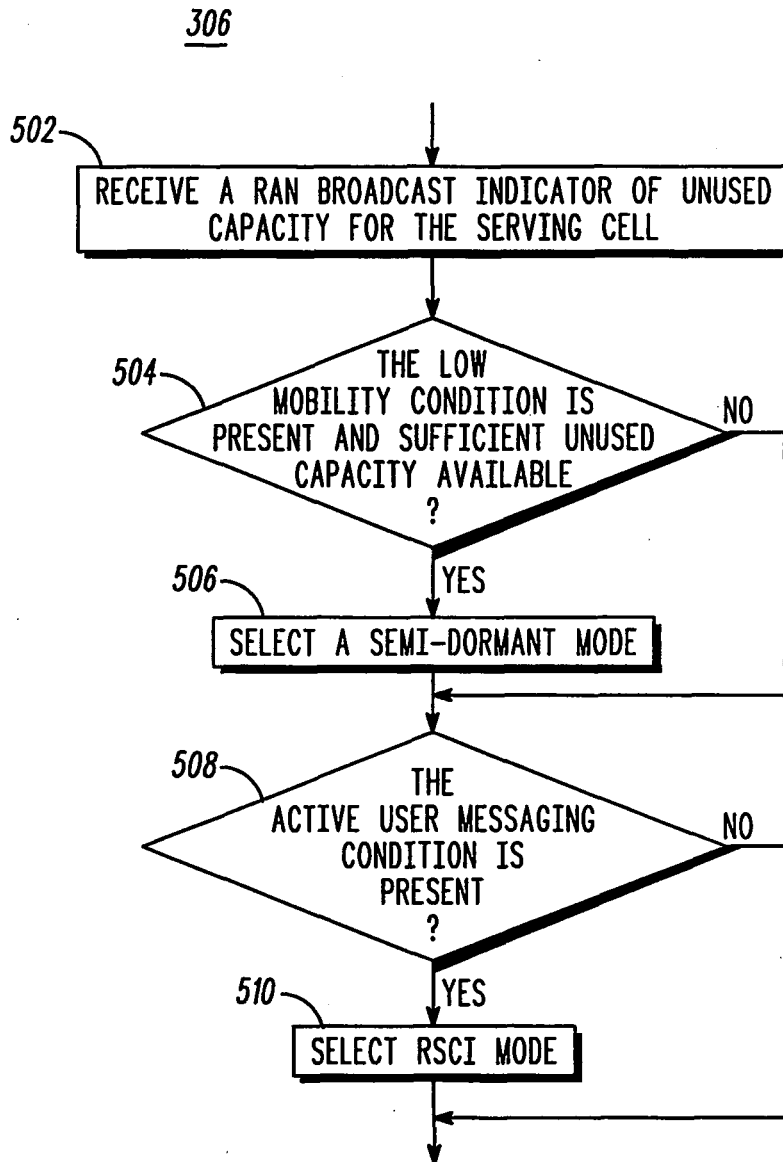 306
502
RECEIVE A RAN BROADCAST INDICATOR OF UNUSED
CAPACITY FOR THE SERVING CELL
504
THE LOW
MOBILITY CONDITION IS
PRESENT AND SUFFICIENT UNUSED
CAPACITY AVAILABLE
?
NO
YES
506
SELECT A SEMI-DORMANT MODE
508
THE
ACTIVE USER MESSAGING
CONDITION IS
PRESENT
?
NO
YES
510
SELECT RSCI MODE